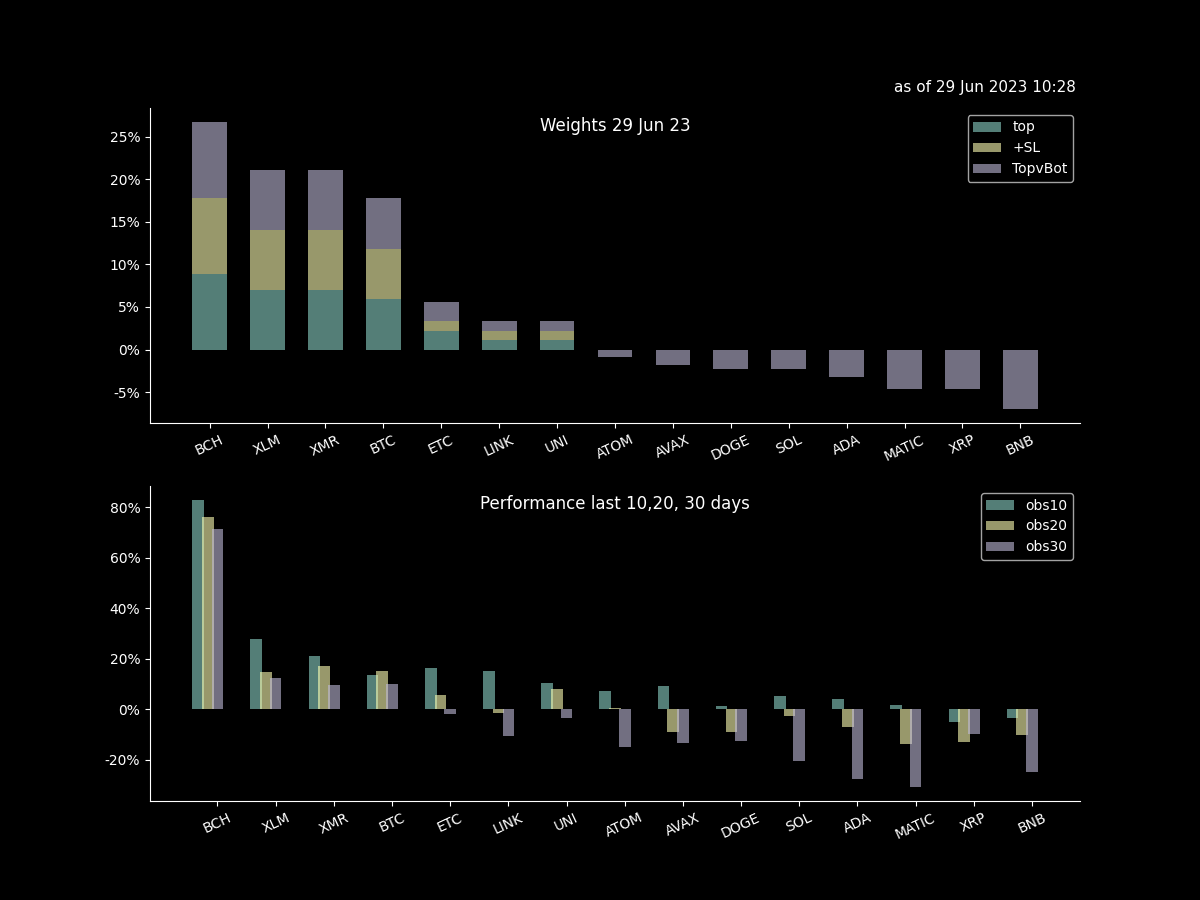 as of 29 Jun 2023 10:28
Weights 29 Jun 23
top
+SL
TopvBot
25%
20%
15%
10%
5%
0%
-5%
BCH XLM XMR BTC ETC LINK UNI ATOM AVAX DOGE SOL ADA MATIC XRP BNB
Performance last 10,20, 30 days
obs10
obs20
obs30
80%
60%
40%
20%
0%
-20%
BCH XLM XMR BTC ETC LINK UNI ATOM AVAX DOGE SOL ADA MATIC XRP BNB